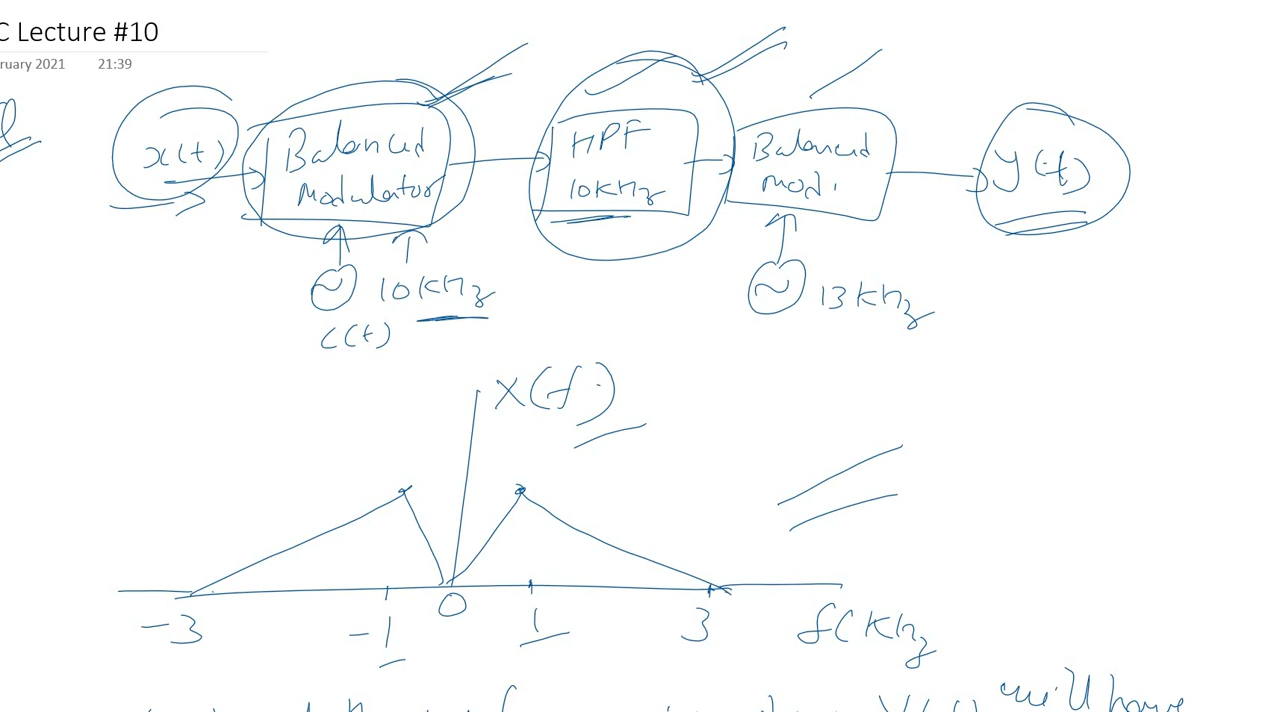 C Lecture #10
ruary 2021 21:39
x(t) Balanced Modulator HPF 10KHz Balanced mod. y(t)
10KHz 13KHz
c(t)
X(f)
-3 -1 0 1 3 f(KHz
will have